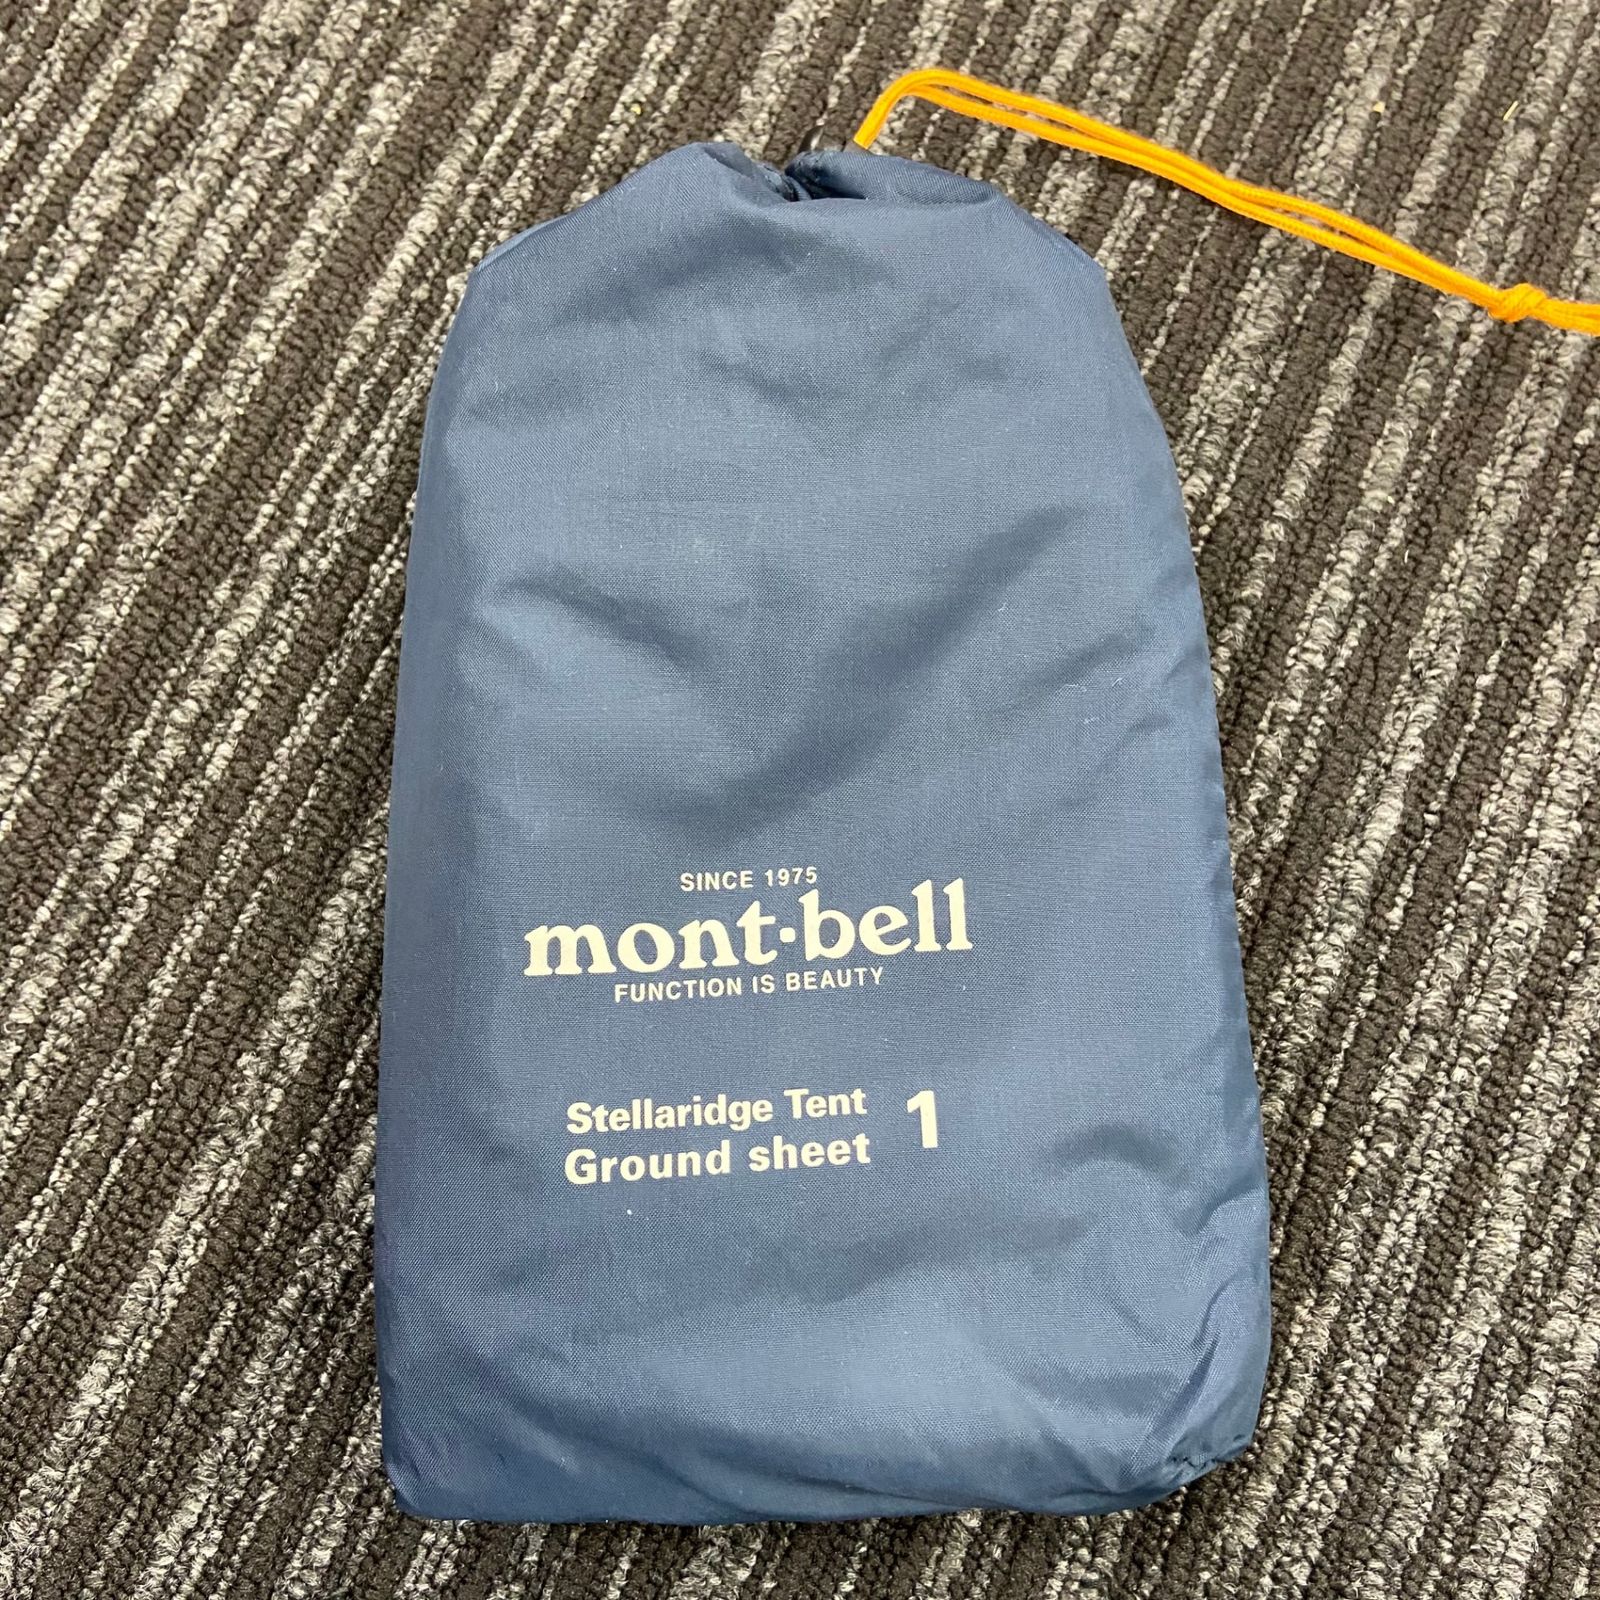 SINCE 1975
mont·bell
FUNCTION IS BEAUTY
Stellaridge Tent 1
Ground sheet